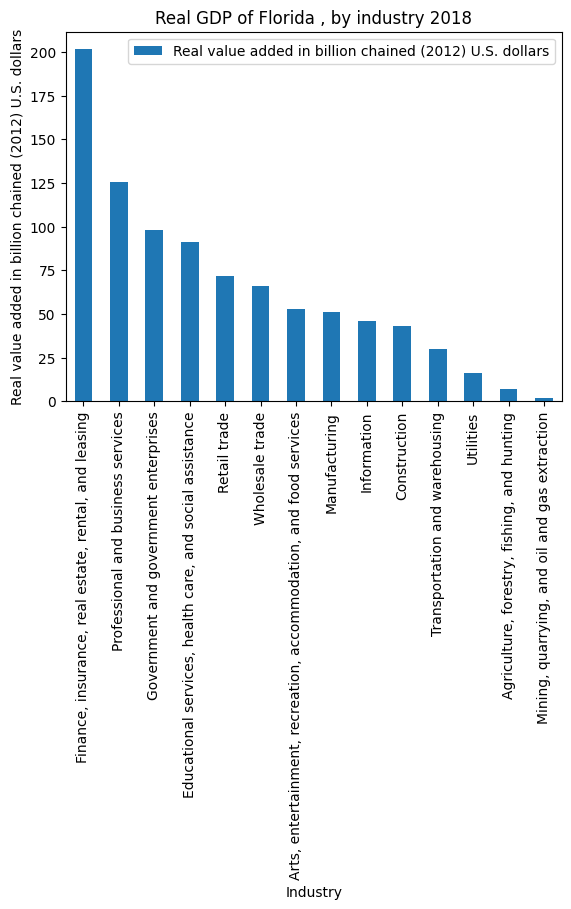 Real GDP of Florida , by industry 2018
Real value added in billion chained (2012) U.S. dollars
Real value added in billion chained (2012) U.S. dollars
200
175
150
125
100
75
50
25
0
Finance, insurance, real estate, rental, and leasing
Professional and business services
Government and government enterprises
Educational services, health care, and social assistance
Retail trade
Wholesale trade
Arts, entertainment, recreation, accommodation, and food services
Manufacturing
Information
Construction
Transportation and warehousing
Utilities
Agriculture, forestry, fishing, and hunting
Mining, quarrying, and oil and gas extraction
Industry